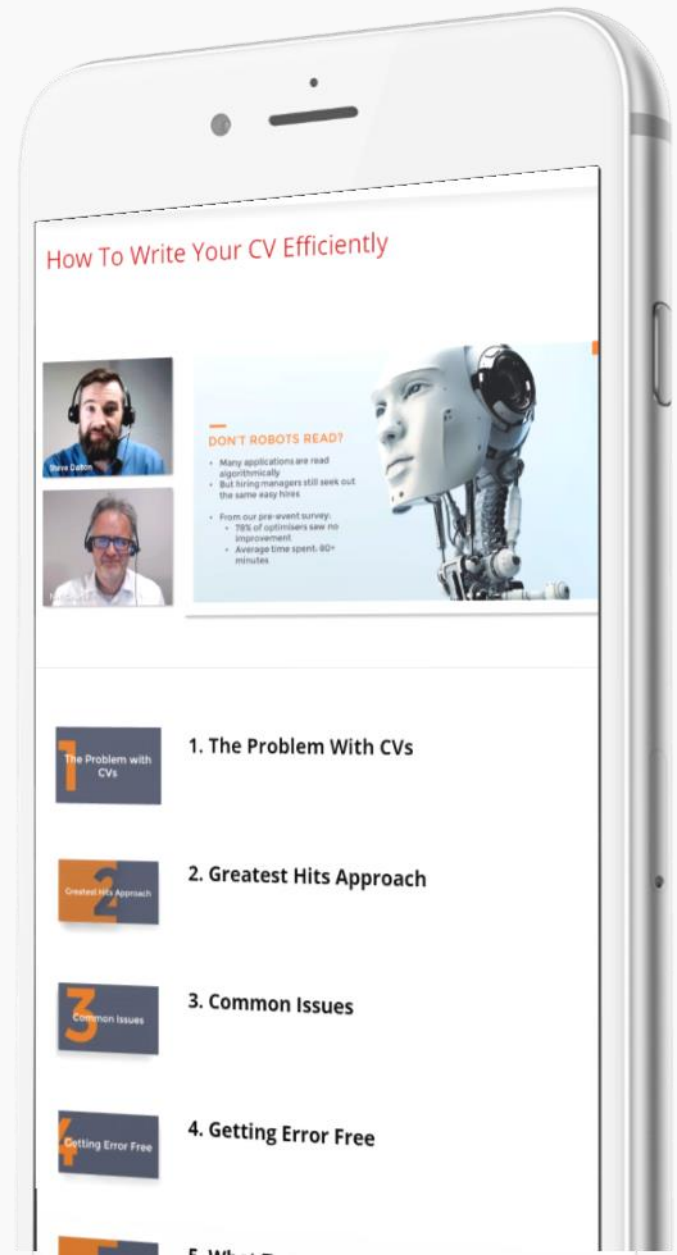 How To Write Your CV Efficiently
Steve Dalton
DON'T ROBOTS READ?
• Many applications are read
algorithmically
• But hiring managers still seek out
the same easy hires
• From our pre-event survey:
• 78% of optimisers saw no
improvement
• Average time spent: 80+
minutes
1
The Problem with
CVs
1. The Problem With CVs
2
Greatest Hits Approach
2. Greatest Hits Approach
3
Common Issues
3. Common Issues
4
Getting Error Free
4. Getting Error Free
5. What